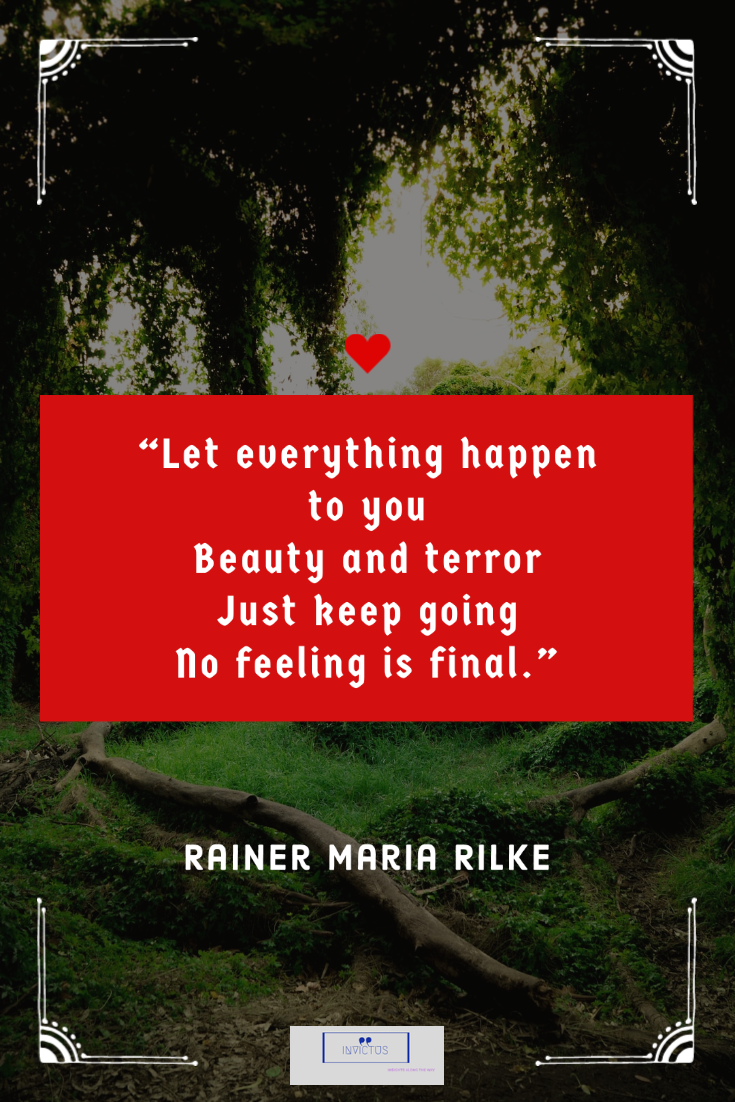 “Let everything happen
to you
Beauty and terror
Just keep going
No feeling is final.”
RAINER MARIA RILKE
INVICTUS